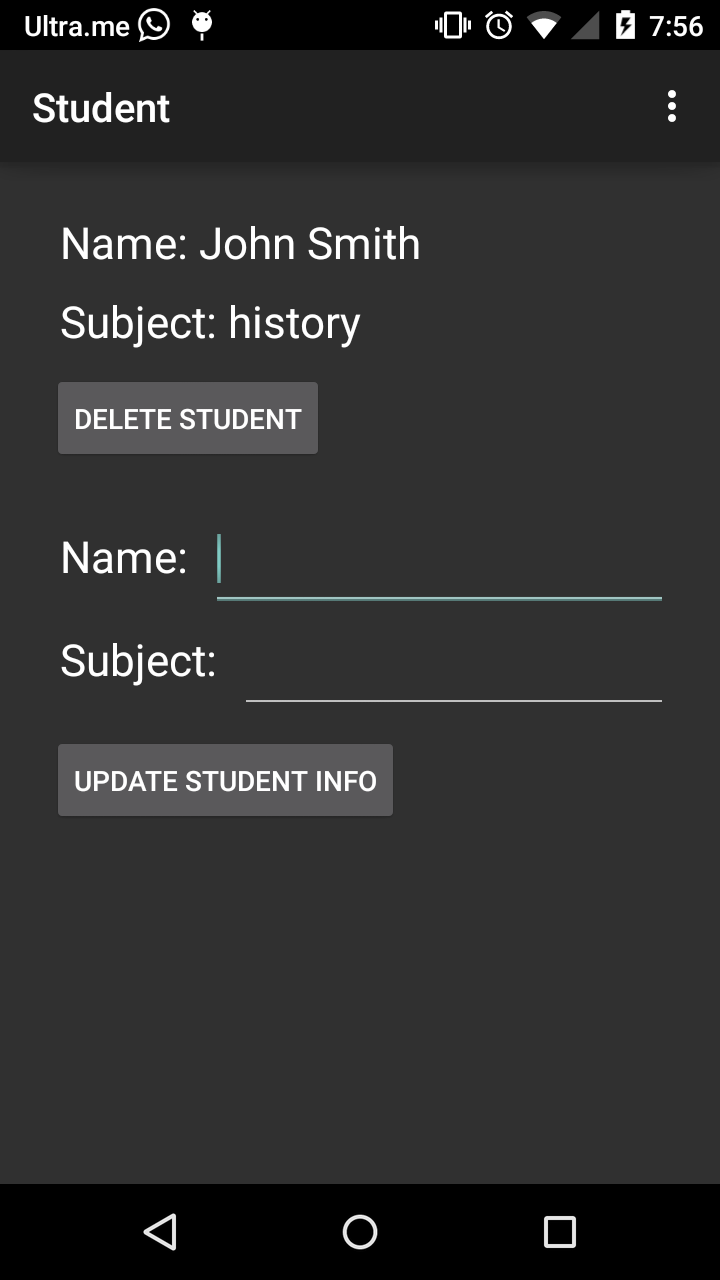 Ultra.me 7:56
Student
Name: John Smith
Subject: history
DELETE STUDENT
Name:
Subject:
UPDATE STUDENT INFO